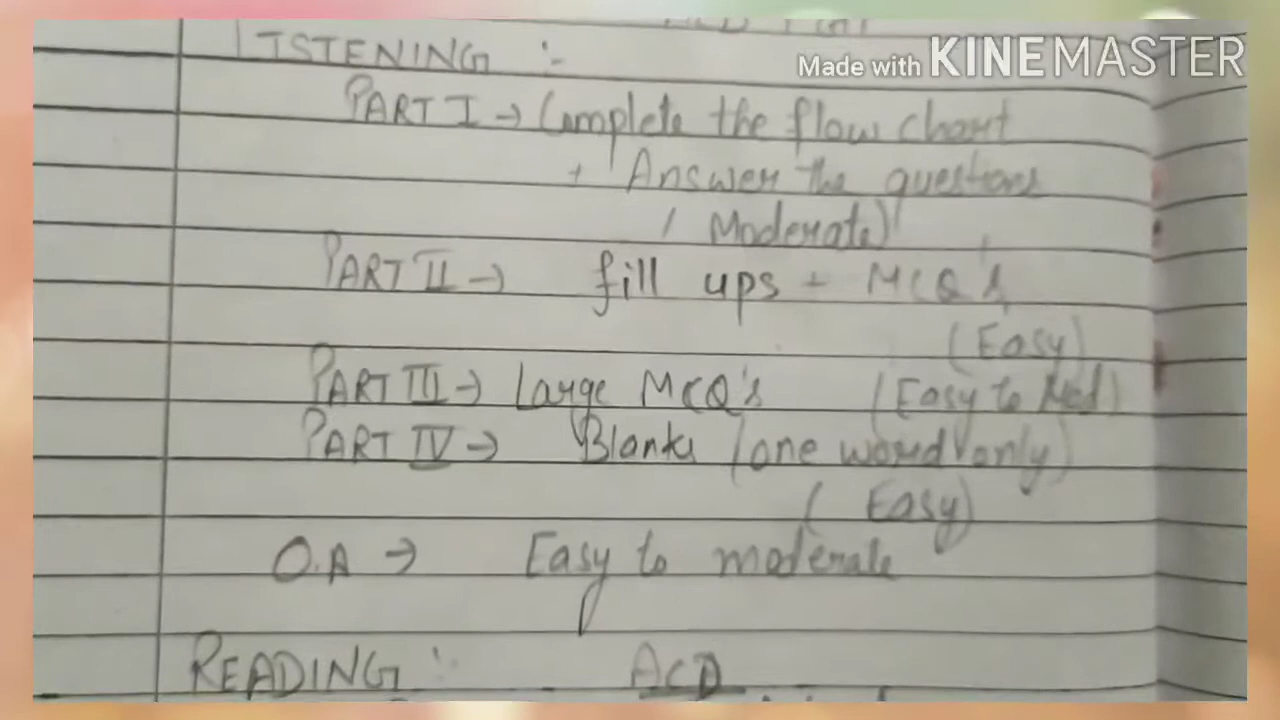 LISTENING :-
Made with KINEMASTER
PART I → Complete the flow chart
+ Answer the questions
(Moderate)
PART II → fill ups + MCQ's
(Easy)
PART III → Large MCQ's (Easy to Med)
PART IV → Blanks (one word only)
(Easy)
O.A → Easy to moderate
READING :- ACD